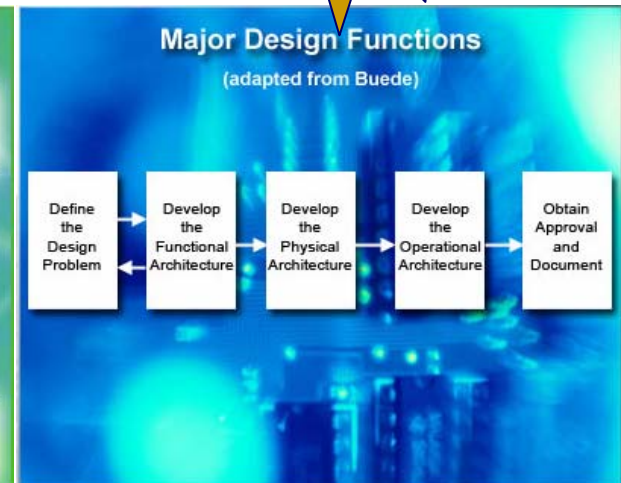 Major Design Functions
(adapted from Buede)
Define
the
Design
Problem
Develop
the
Functional
Architecture
Develop
the
Physical
Architecture
Develop
the
Operational
Architecture
Obtain
Approval
and
Document